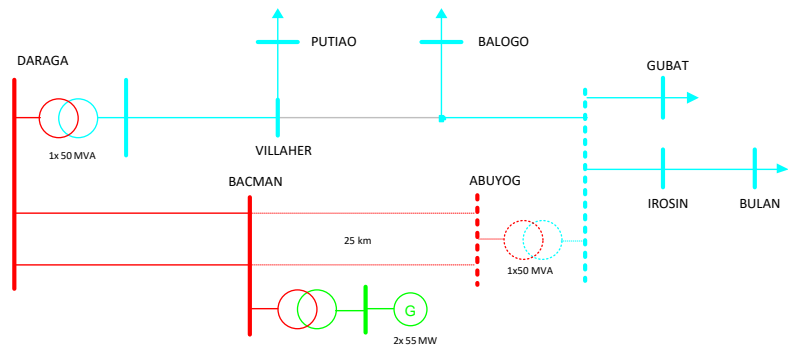 PUTIAO
BALOGO
DARAGA
GUBAT
1x 50 MVA
VILLAHER
BACMAN
ABUYOG
IROSIN
BULAN
25 km
1x50 MVA
G
2x 55 MW